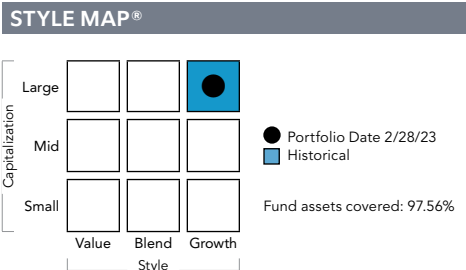 STYLE MAP®
Capitalization
Large
Mid
Small
Portfolio Date 2/28/23
Historical
Fund assets covered: 97.56%
Value Blend Growth
Style